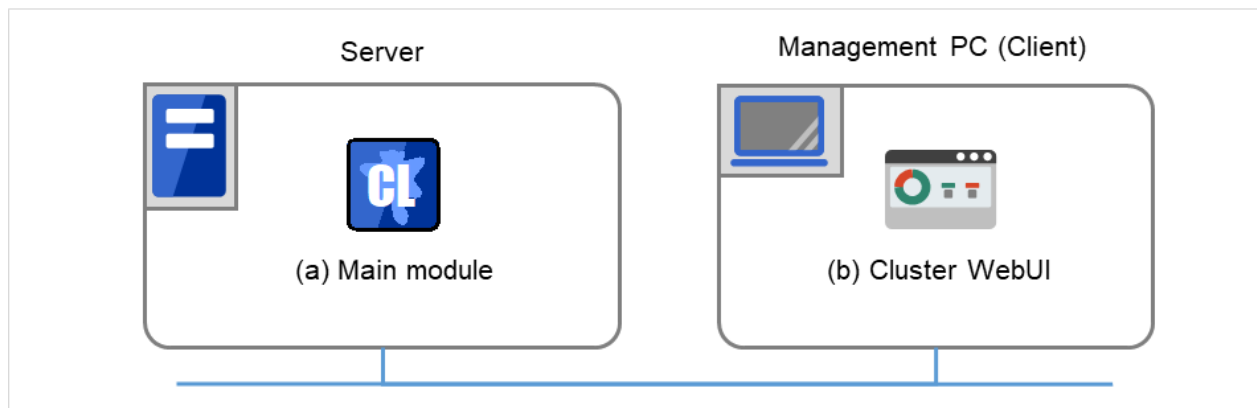 Server
Management PC (Client)
CL
(a) Main module
(b) Cluster WebUI